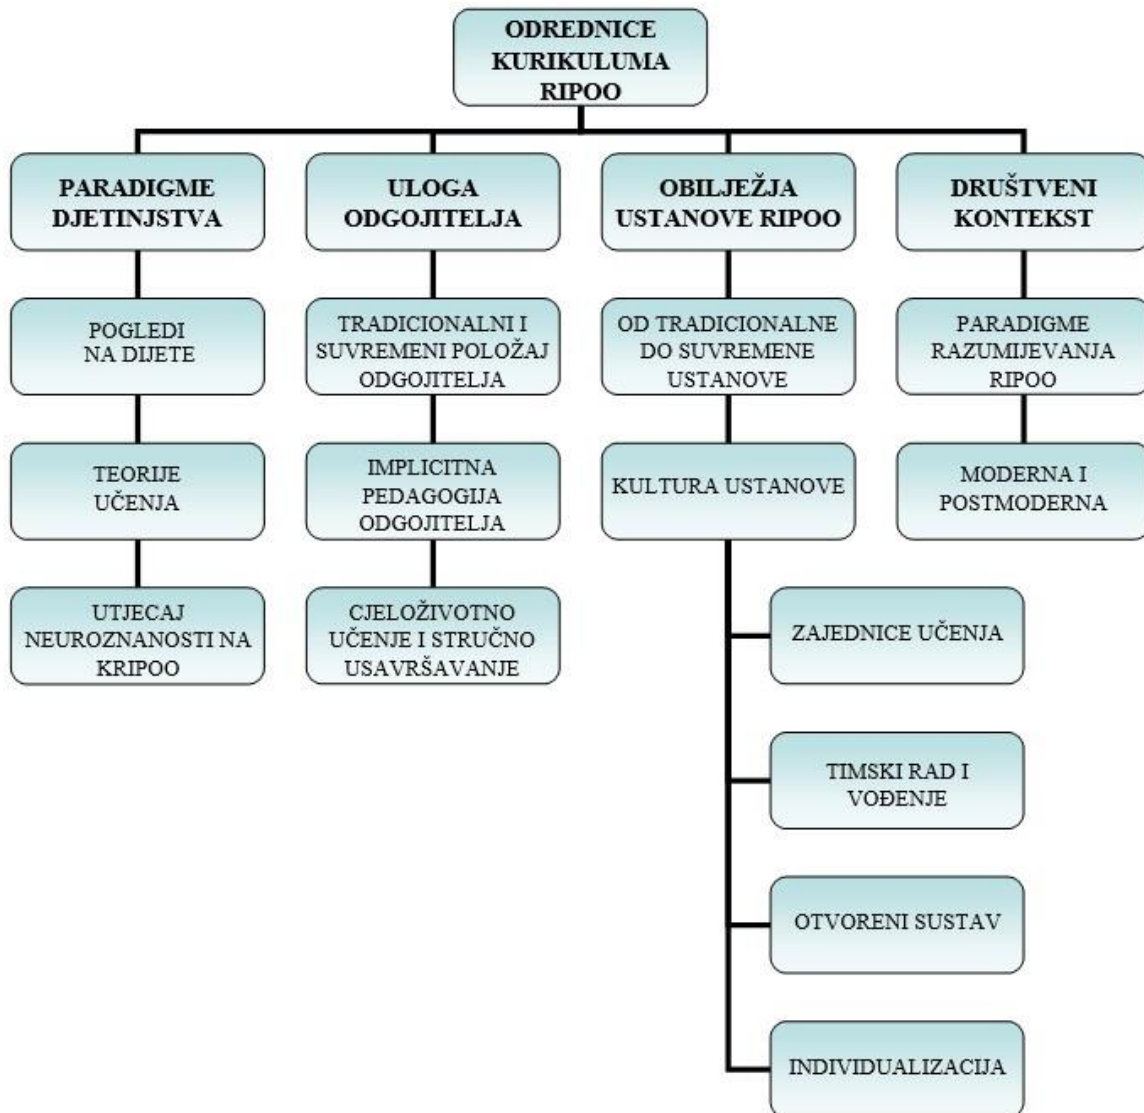 ODREDNICE
KURIKULUMA
RIPOO
PARADIGME
DJETINJSTVA
ULOGA
ODGOJITELJA
OBILJEŽJA
USTANOVE RIPOO
DRUŠTVENI
KONTEKST
POGLEDI
NA DIJETE
TRADICIONALNI I
SUVREMENI POLOŽAJ
ODGOJITELJA
OD TRADICIONALNE
DO SUVREMENE
USTANOVE
PARADIGME
RAZUMIJEVANJA
RIPOO
TEORIJE
UČENJA
IMPLICITNA
PEDAGOGIJA
ODGOJITELJA
KULTURA USTANOVE
MODERNA I
POSTMODERNA
UTJECAJ
NEUROZNANOSTI NA
KRIPOO
CJELOŽIVOTNO
UČENJE I STRUČNO
USAVRŠAVANJE
ZAJEDNICE UČENJA
TIMSKI RAD I
VOĐENJE
OTVORENI SUSTAV
INDIVIDUALIZACIJA